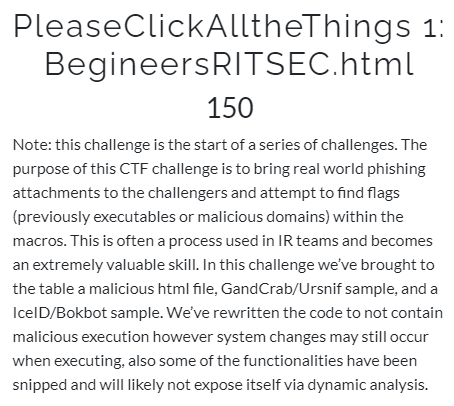 PleaseClickAlltheThings 1:
BegineersRITSEC.html
150
Note: this challenge is the start of a series of challenges. The
purpose of this CTF challenge is to bring real world phishing
attachments to the challengers and attempt to find flags
(previously executables or malicious domains) within the
macros. This is often a process used in IR teams and becomes
an extremely valuable skill. In this challenge we've brought to
the table a malicious html file, GandCrab/Ursnif sample, and a
IceID/Bokbot sample. We've rewritten the code to not contain
malicious execution however system changes may still occur
when executing, also some of the functionalities have been
snipped and will likely not expose itself via dynamic analysis.